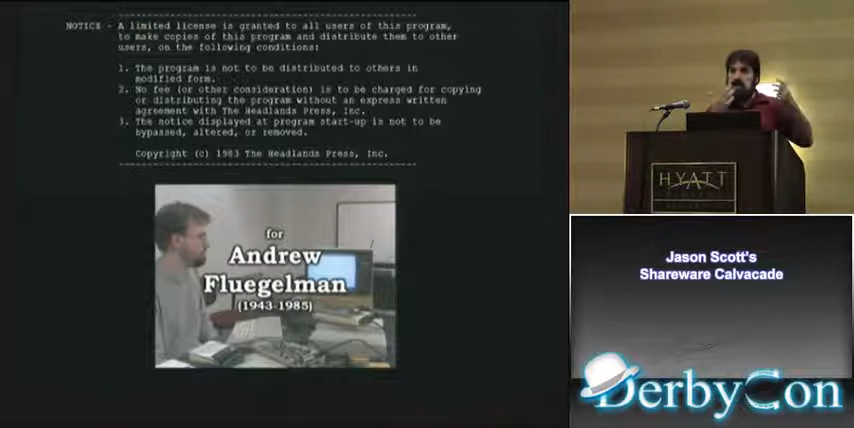 NOTICE - A limited license is granted to all users of this program,
to make copies of this program and distribute them to other
users, on the following conditions:
1. The program is not to be distributed to others in
modified form.
2. No fee (or other consideration) is to be charged for copying
or distributing the program without an express written
agreement with The Headlands Press, Inc.
3. The notice displayed at program start-up is not to be
bypassed, altered, or removed.
Copyright (c) 1983 The Headlands Press, Inc.
for
Andrew
Fluegelman
(1943-1985)
HYATT
Jason Scott's
Shareware Calvacade
DerbyCon